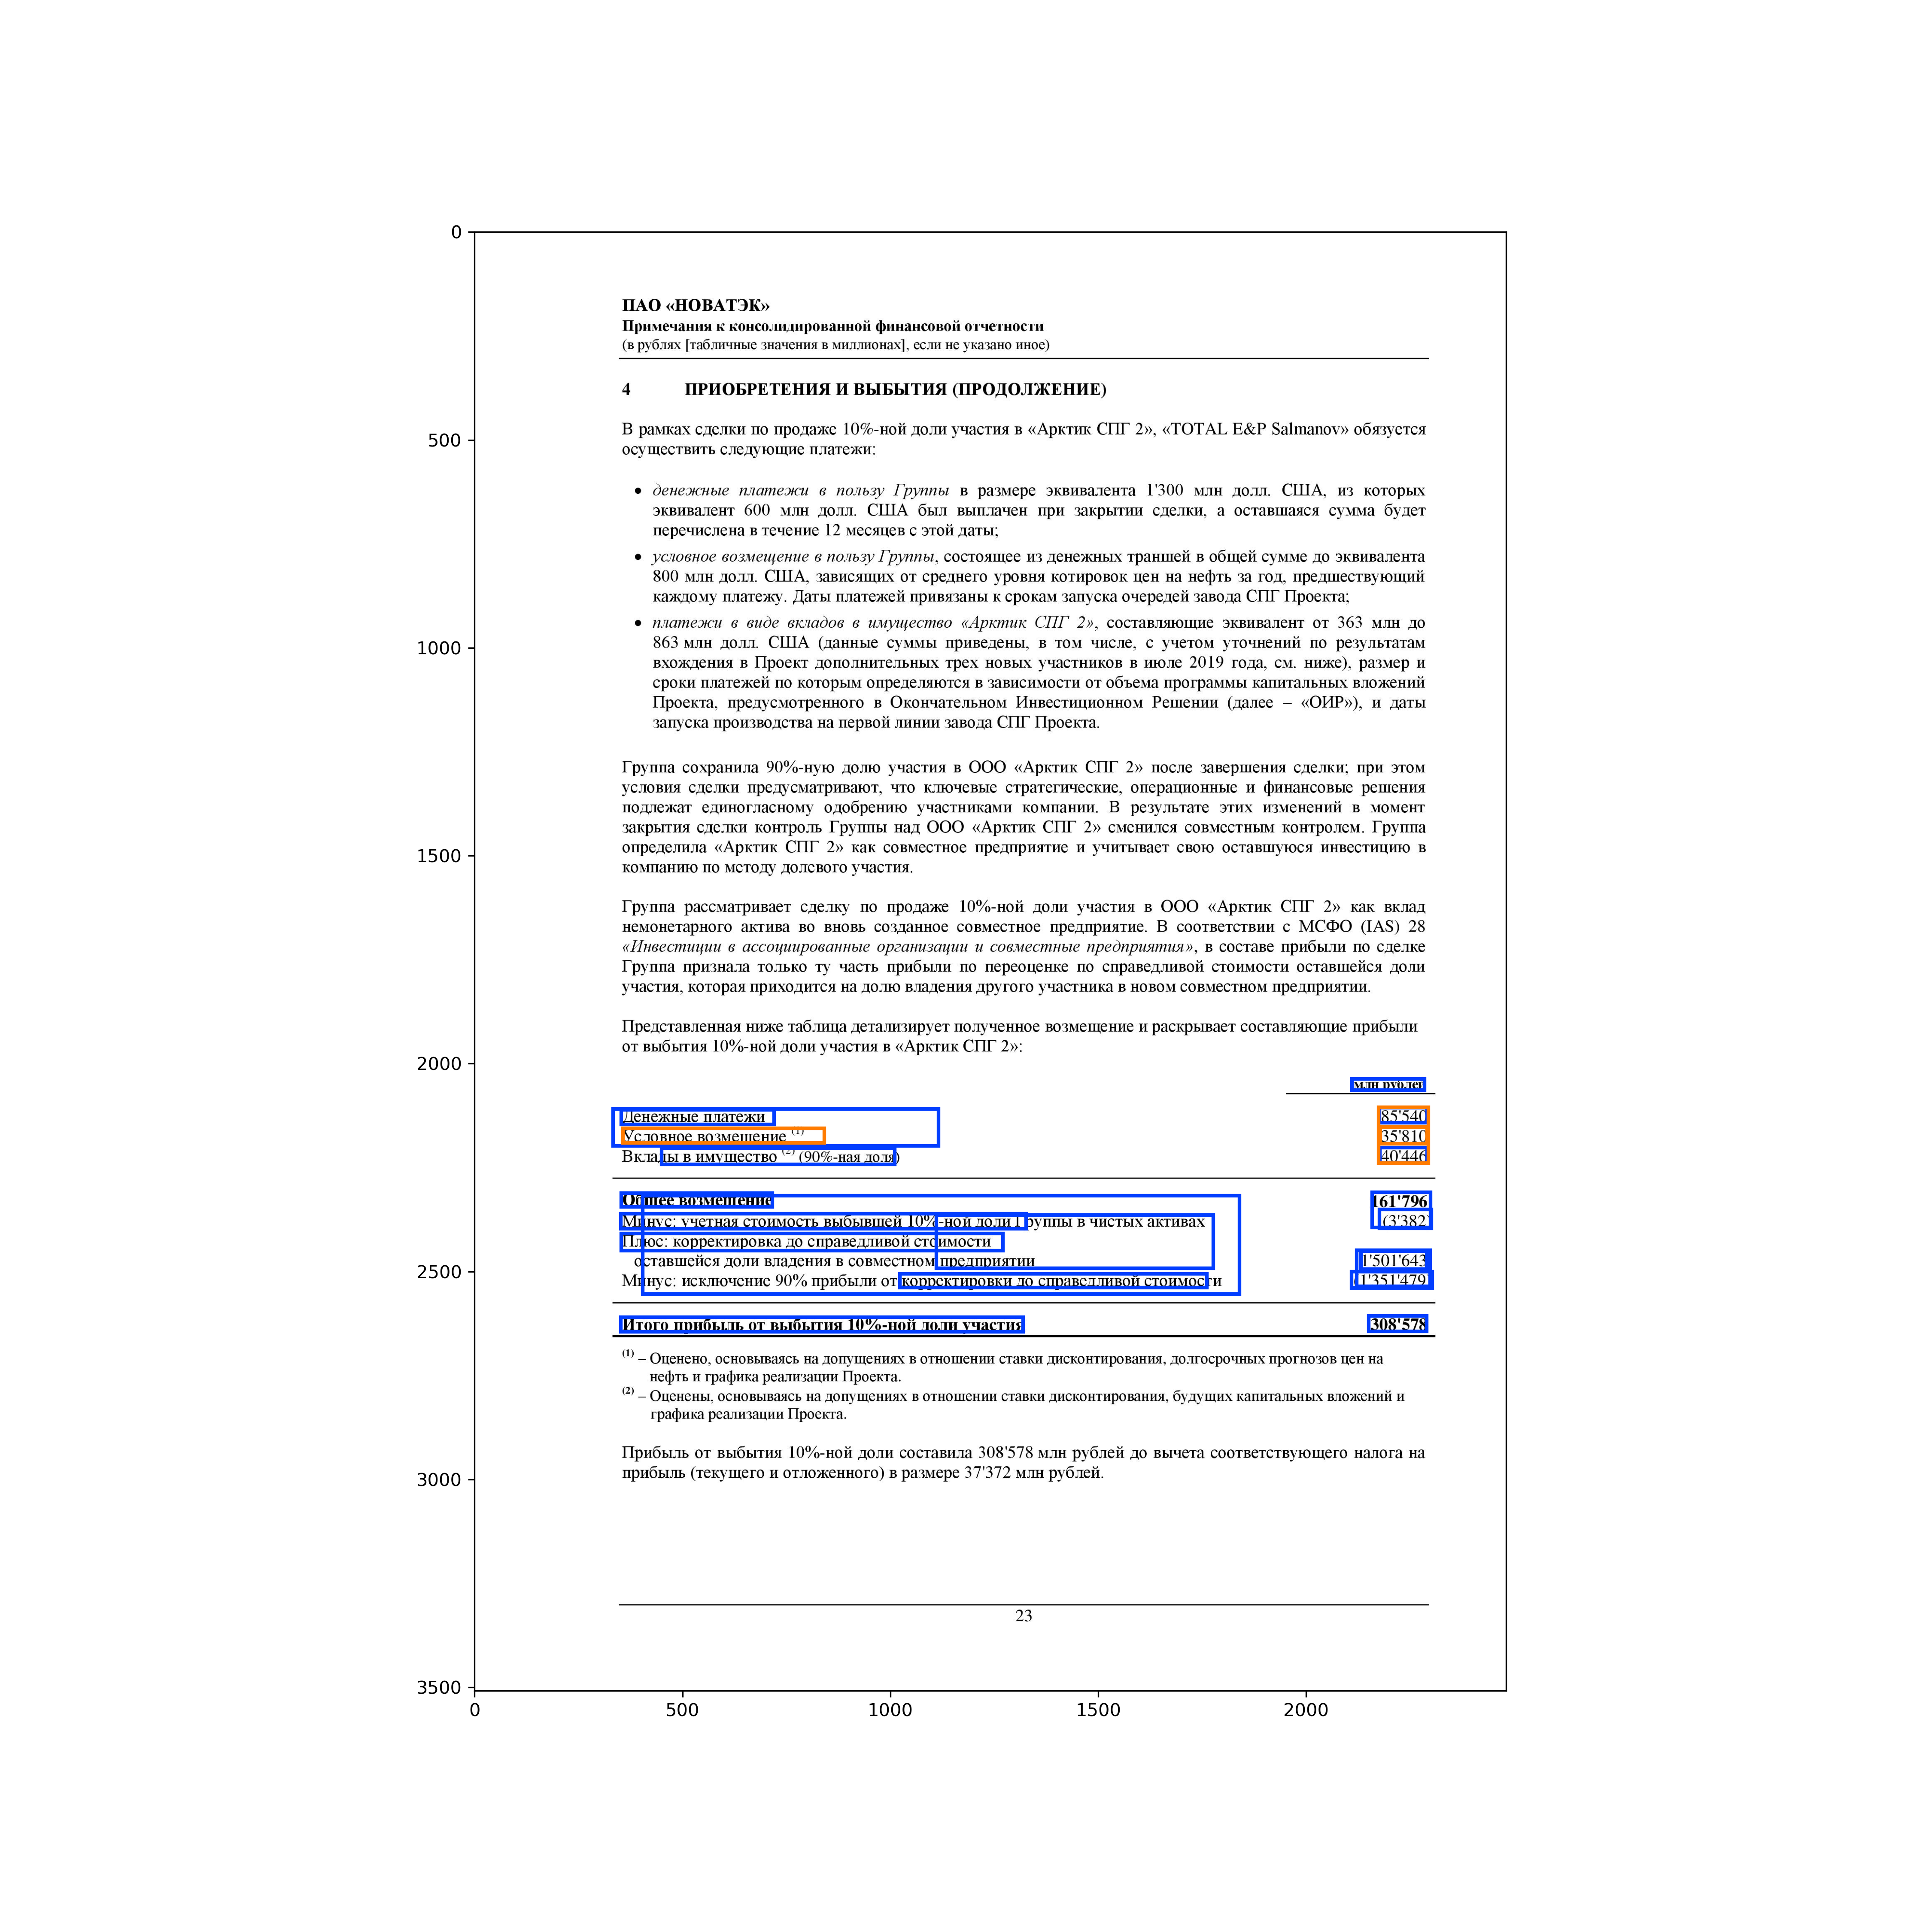 0
500
1000
1500
2000
2500
3000
3500
0
500
1000
1500
2000
ПАО «НОВАТЭК»
Примечания к консолидированной финансовой отчетности
(в рублях [табличные значения в миллионах], если не указано иное)
4 ПРИОБРЕТЕНИЯ И ВЫБЫТИЯ (ПРОДОЛЖЕНИЕ)
В рамках сделки по продаже 10%-ной доли участия в «Арктик СПГ 2», «TOTAL E&P Salmanov» обязуется
осуществить следующие платежи:
• денежные платежи в пользу Группы в размере эквивалента 1'300 млн долл. США, из которых
эквивалент 600 млн долл. США был выплачен при закрытии сделки, а оставшаяся сумма будет
перечислена в течение 12 месяцев с этой даты;
• условное возмещение в пользу Группы, состоящее из денежных траншей в общей сумме до эквивалента
800 млн долл. США, зависящих от среднего уровня котировок цен на нефть за год, предшествующий
каждому платежу. Даты платежей привязаны к срокам запуска очередей завода СПГ Проекта;
• платежи в виде вкладов в имущество «Арктик СПГ 2», составляющие эквивалент от 363 млн до
863 млн долл. США (данные суммы приведены, в том числе, с учетом уточнений по результатам
вхождения в Проект дополнительных трех новых участников в июле 2019 года, см. ниже), размер и
сроки платежей по которым определяются в зависимости от объема программы капитальных вложений
Проекта, предусмотренного в Окончательном Инвестиционном Решении (далее – «ОИР»), и даты
запуска производства на первой линии завода СПГ Проекта.
Группа сохранила 90%-ную долю участия в ООО «Арктик СПГ 2» после завершения сделки; при этом
условия сделки предусматривают, что ключевые стратегические, операционные и финансовые решения
подлежат единогласному одобрению участниками компании. В результате этих изменений в момент
закрытия сделки контроль Группы над ООО «Арктик СПГ 2» сменился совместным контролем. Группа
определила «Арктик СПГ 2» как совместное предприятие и учитывает свою оставшуюся инвестицию в
компанию по методу долевого участия.
Группа рассматривает сделку по продаже 10%-ной доли участия в ООО «Арктик СПГ 2» как вклад
немонетарного актива во вновь созданное совместное предприятие. В соответствии с МСФО (IAS) 28
«Инвестиции в ассоциированные организации и совместные предприятия», в составе прибыли по сделке
Группа признала только ту часть прибыли по переоценке по справедливой стоимости оставшейся доли
участия, которая приходится на долю владения другого участника в новом совместном предприятии.
Представленная ниже таблица детализирует полученное возмещение и раскрывает составляющие прибыли
от выбытия 10%-ной доли участия в «Арктик СПГ 2»:
млн рублей
Денежные платежи 85'540
Условное возмещение (1) 35'810
Вклады в имущество (2) (90%-ная доля) 40'446
Общее возмещение 161'796
Минус: учетная стоимость выбывшей 10%-ной доли Группы в чистых активах (3'382)
Плюс: корректировка до справедливой стоимости
оставшейся доли владения в совместном предприятии 1'501'643
Минус: исключение 90% прибыли от корректировки до справедливой стоимости (1'351'479)
Итого прибыль от выбытия 10%-ной доли участия 308'578
(1) – Оценено, основываясь на допущениях в отношении ставки дисконтирования, долгосрочных прогнозов цен на
нефть и графика реализации Проекта.
(2) – Оценены, основываясь на допущениях в отношении ставки дисконтирования, будущих капитальных вложений и
графика реализации Проекта.
Прибыль от выбытия 10%-ной доли составила 308'578 млн рублей до вычета соответствующего налога на
прибыль (текущего и отложенного) в размере 37'372 млн рублей.
23